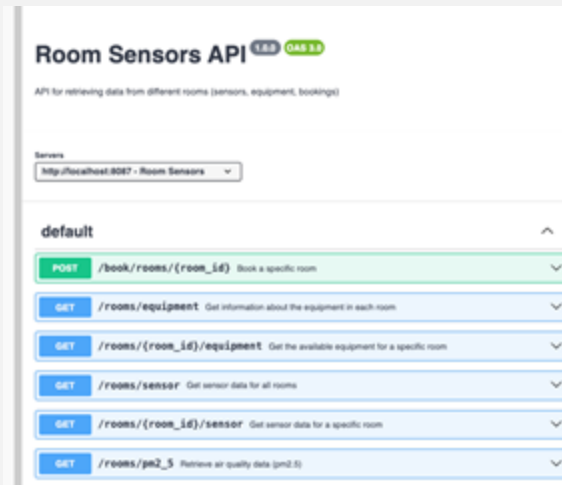 Room Sensors API 1.0.0 OAS 3.0
API for retrieving data from different rooms (sensors, equipment, bookings)
Servers
http://localhost:8087 - Room Sensors
default
POST /book/rooms/{room_id} Book a specific room
GET /rooms/equipment Get information about the equipment in each room
GET /rooms/{room_id}/equipment Get the available equipment for a specific room
GET /rooms/sensor Get sensor data for all rooms
GET /rooms/{room_id}/sensor Get sensor data for a specific room
GET /rooms/pm2_5 Retrieve air quality data (pm2.5)